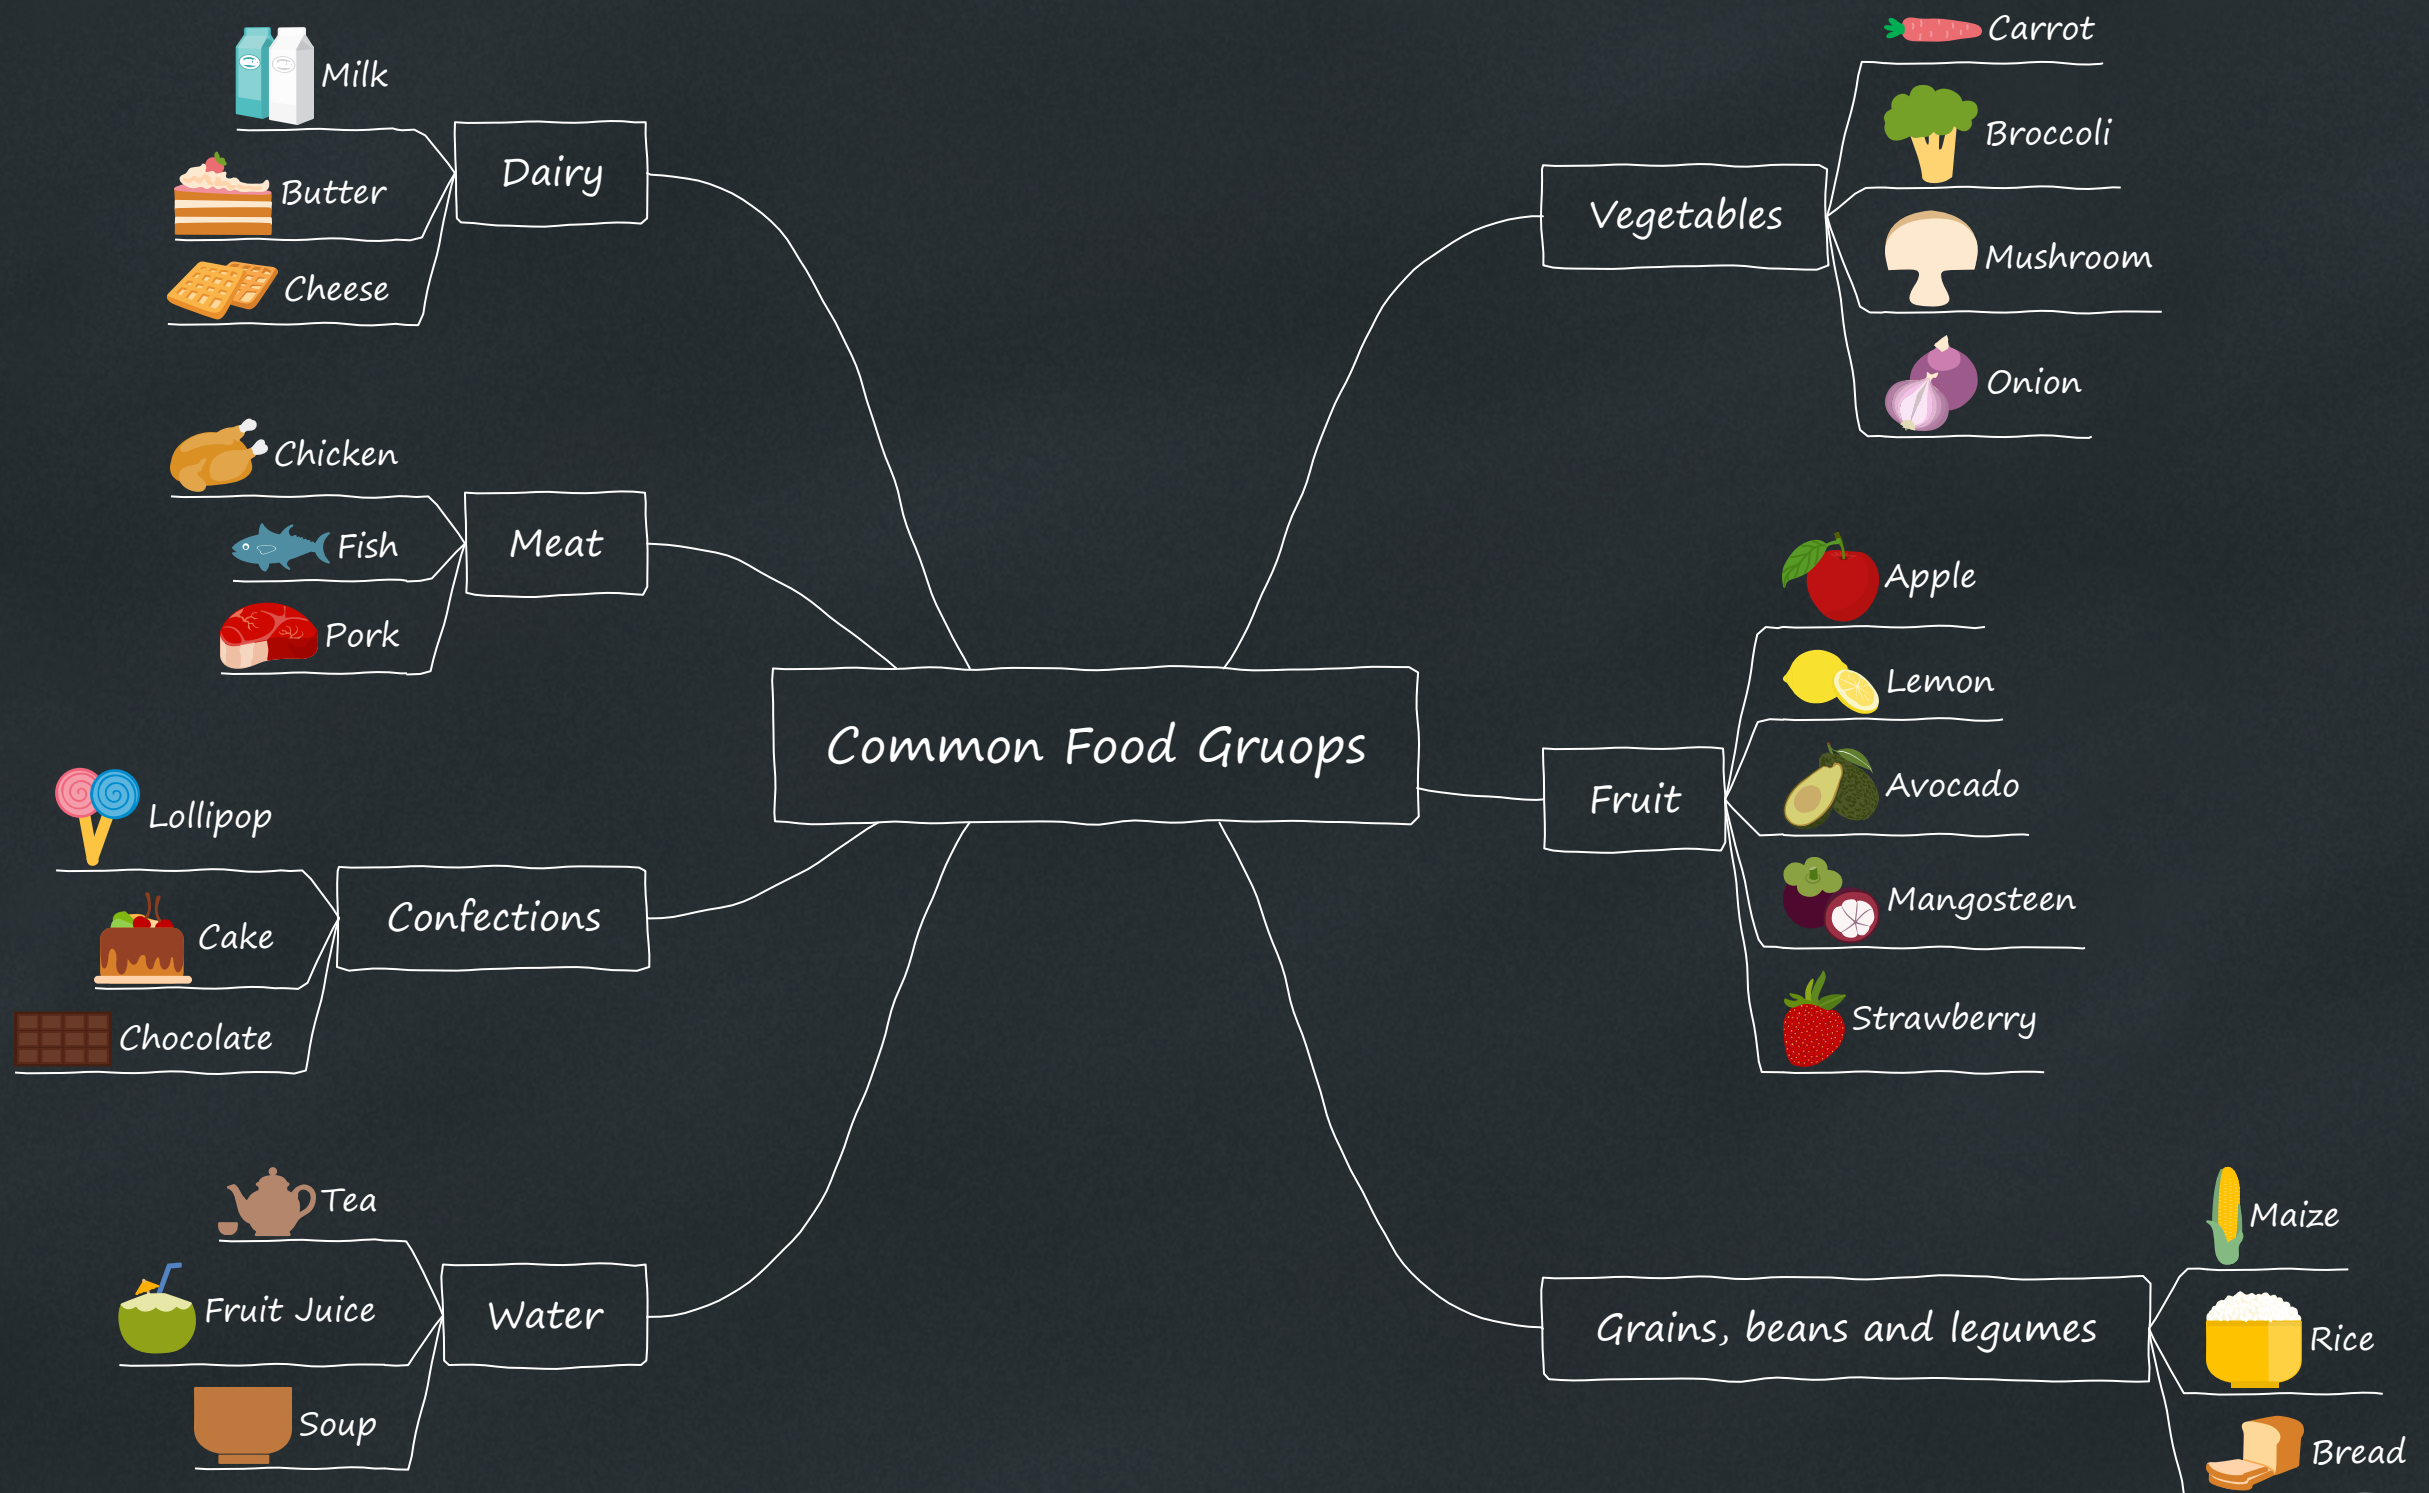 Common Food Gruops
Dairy
Milk
Butter
Cheese
Meat
Chicken
Fish
Pork
Confections
Lollipop
Cake
Chocolate
Water
Tea
Fruit Juice
Soup
Vegetables
Carrot
Broccoli
Mushroom
Onion
Fruit
Apple
Lemon
Avocado
Mangosteen
Strawberry
Grains, beans and legumes
Maize
Rice
Bread